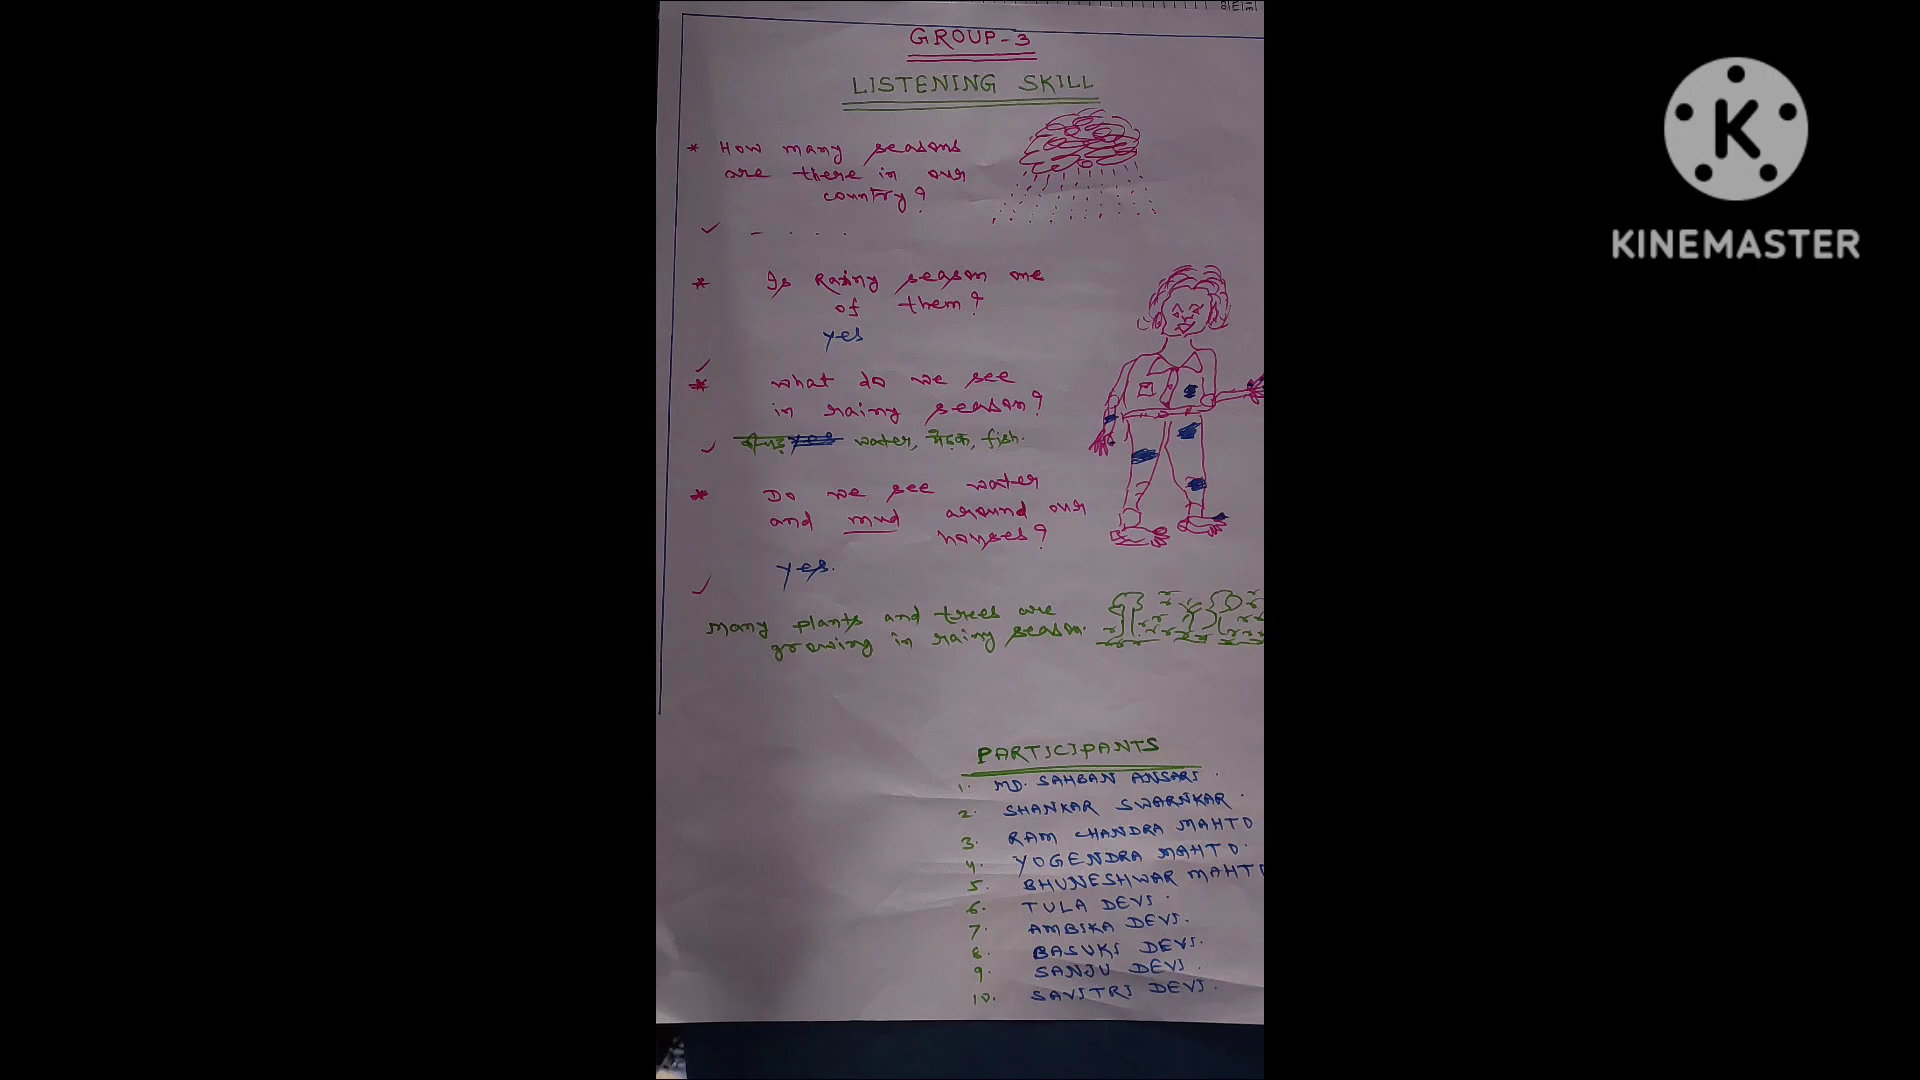 GROUP-3
LISTENING SKILL
* How many seasons
are there in our
country?
* Is Rainy season one
of them?
yes
* what do we see
in rainy season?
water, मेंढक, fish.
* Do we see water
and mud around our
houses?
yes.
many plants and trees are
growing in rainy season.
PARTICIPANTS
1. MD. SAHBAN ANSARI.
2. SHANKAR SWARNKAR.
3. RAM CHANDRA MAHTO
4. YOGENDRA MAHTO.
5. BHUNESHWAR MAHTO
6. TULA DEVI.
7. AMBIKA DEVI.
8. BASUKI DEVI.
9. SANJU DEVI.
10. SAVITRI DEVI.
K
KINEMASTER